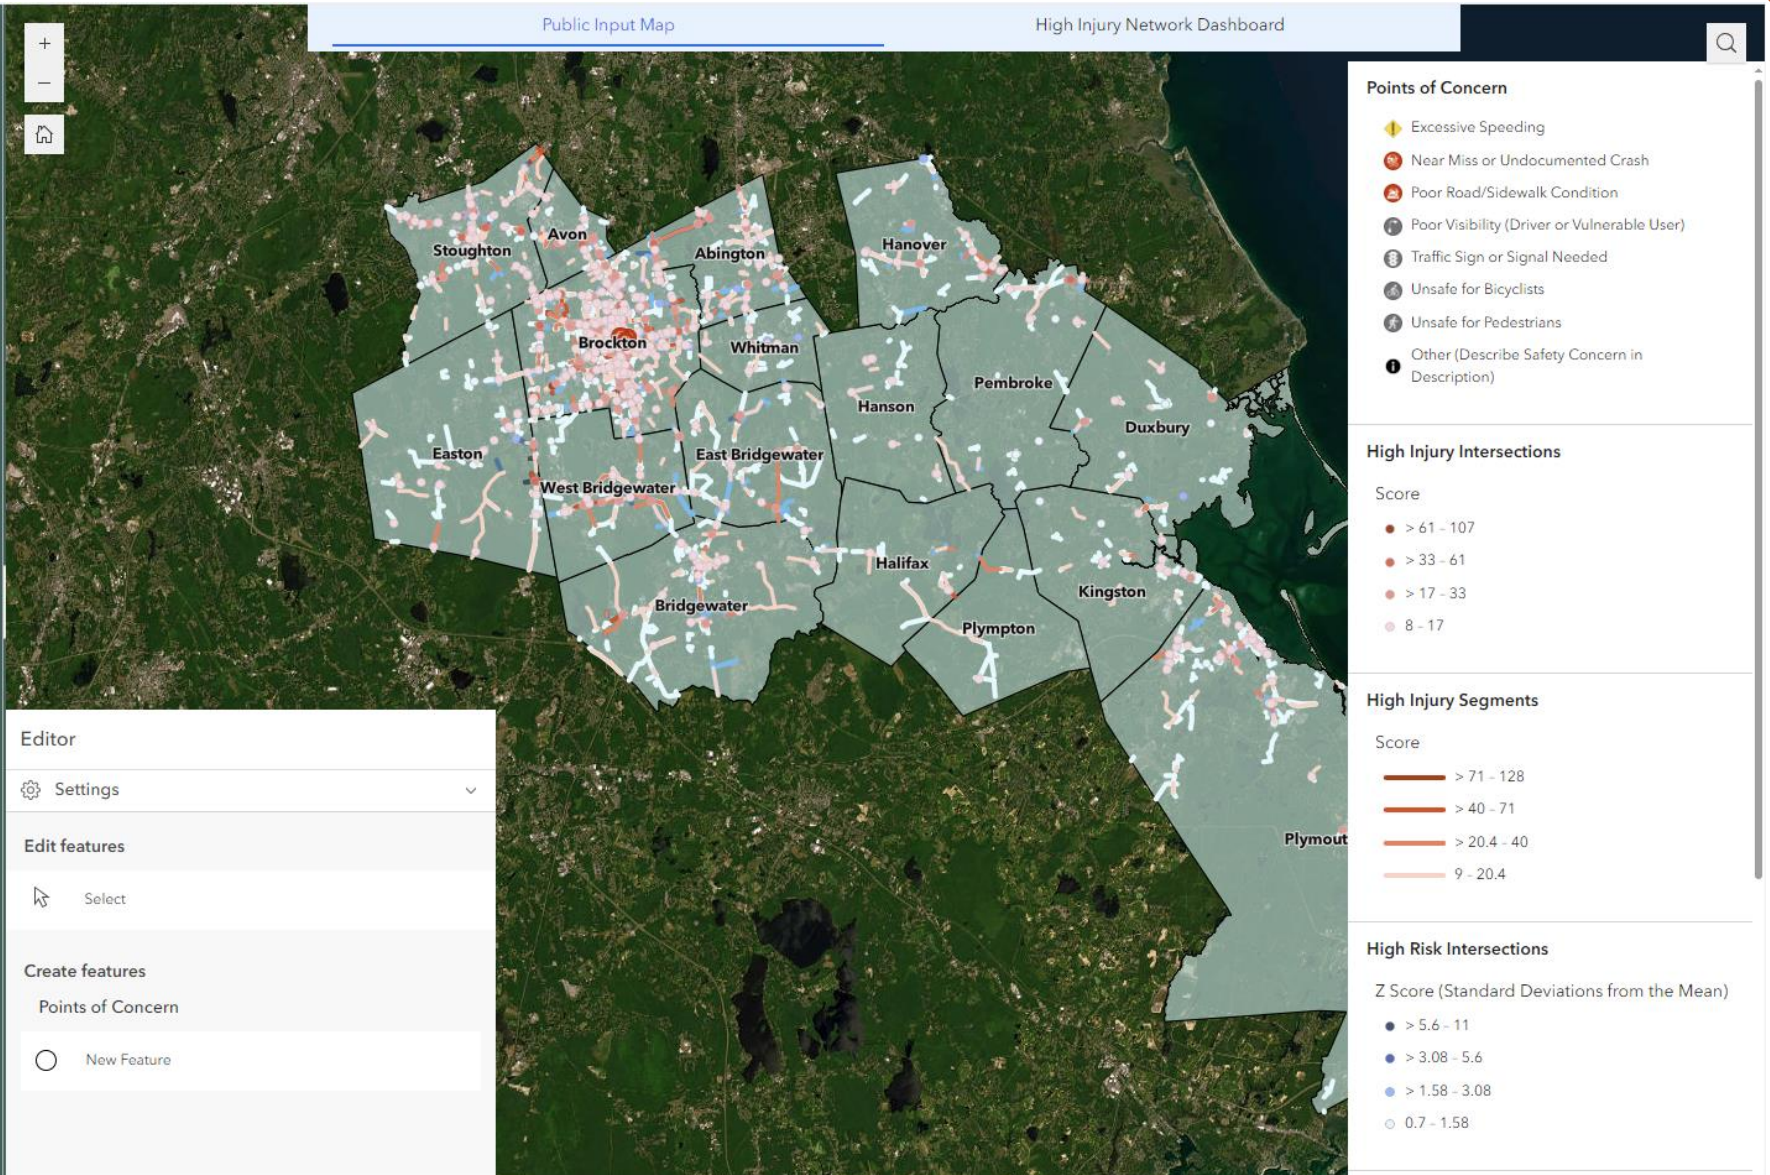 Public Input Map
High Injury Network Dashboard
+
−
Points of Concern
Excessive Speeding
Near Miss or Undocumented Crash
Poor Road/Sidewalk Condition
Poor Visibility (Driver or Vulnerable User)
Traffic Sign or Signal Needed
Unsafe for Bicyclists
Unsafe for Pedestrians
Other (Describe Safety Concern in
Description)
High Injury Intersections
Score
> 61 - 107
> 33 - 61
> 17 - 33
8 - 17
High Injury Segments
Score
> 71 - 128
> 40 - 71
> 20.4 - 40
9 - 20.4
High Risk Intersections
Z Score (Standard Deviations from the Mean)
> 5.6 - 11
> 3.08 - 5.6
> 1.58 - 3.08
0.7 - 1.58
Stoughton
Avon
Abington
Hanover
Brockton
Whitman
Hanson
Pembroke
Duxbury
Easton
East Bridgewater
West Bridgewater
Halifax
Kingston
Bridgewater
Plympton
Plymout
Editor
Settings
Edit features
Select
Create features
Points of Concern
New Feature